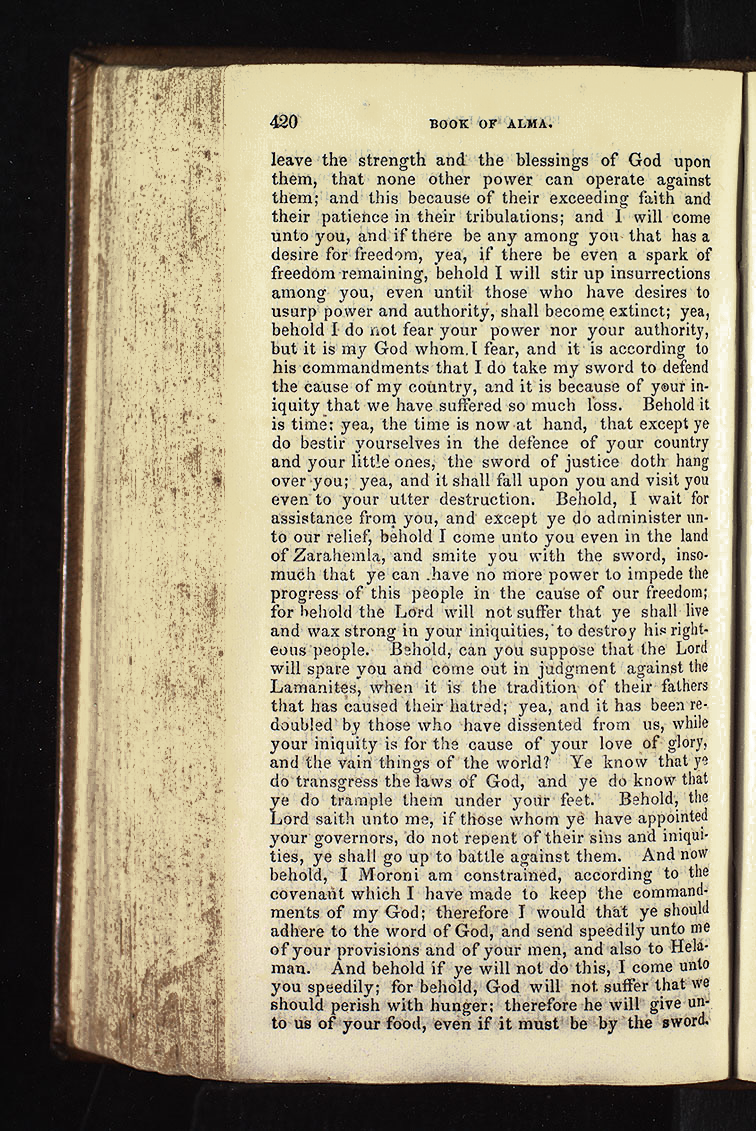 420 BOOK OF ALMA.
leave the strength and the blessings of God upon
them, that none other power can operate against
them; and this because of their exceeding faith and
their patience in their tribulations; and I will come
unto you, and if there be any among you that has a
desire for freedom, yea, if there be even a spark of
freedom remaining, behold I will stir up insurrections
among you, even until those who have desires to
usurp power and authority, shall become extinct; yea,
behold I do not fear your power nor your authority,
but it is my God whom I fear, and it is according to
his commandments that I do take my sword to defend
the cause of my country, and it is because of your in-
iquity that we have suffered so much loss. Behold it
is time; yea, the time is now at hand, that except ye
do bestir yourselves in the defence of your country
and your little ones, the sword of justice doth hang
over you; yea, and it shall fall upon you and visit you
even to your utter destruction. Behold, I wait for
assistance from you, and except ye do administer un-
to our relief, behold I come unto you even in the land
of Zarahemla, and smite you with the sword, inso-
much that ye can have no more power to impede the
progress of this people in the cause of our freedom;
for behold the Lord will not suffer that ye shall live
and wax strong in your iniquities, to destroy his right-
eous people. Behold, can you suppose that the Lord
will spare you and come out in judgment against the
Lamanites, when it is the tradition of their fathers
that has caused their hatred; yea, and it has been re-
doubled by those who have dissented from us, while
your iniquity is for the cause of your love of glory,
and the vain things of the world? Ye know that ye
do transgress the laws of God, and ye do know that
ye do trample them under your feet. Behold, the
Lord saith unto me, if those whom ye have appointed
your governors, do not repent of their sins and iniqui-
ties, ye shall go up to battle against them. And now
behold, I Moroni am constrained, according to the
covenant which I have made to keep the command-
ments of my God; therefore I would that ye should
adhere to the word of God, and send speedily unto me
of your provisions and of your men, and also to Hela-
man. And behold if ye will not do this, I come unto
you speedily; for behold, God will not suffer that we
should perish with hunger; therefore he will give un-
to us of your food, even if it must be by the sword.